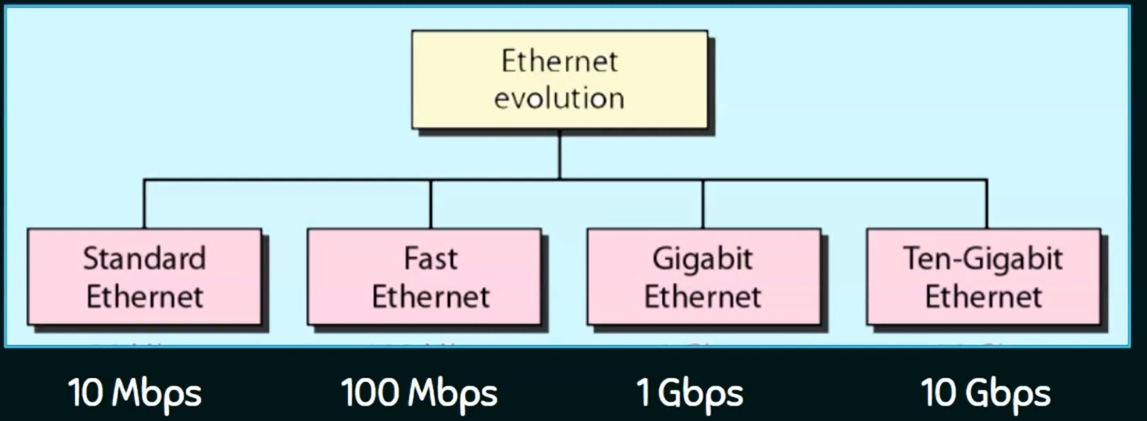 Ethernet
evolution
Standard
Ethernet
Fast
Ethernet
Gigabit
Ethernet
Ten-Gigabit
Ethernet
10 Mbps
100 Mbps
1 Gbps
10 Gbps